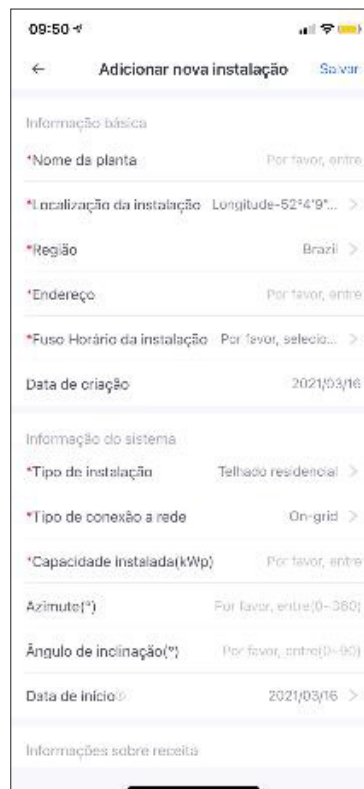 09:50
Adicionar nova instalação Salvar
Informação básica
*Nome da planta Por favor, entre
*Localização da instalação Longitude-52°4'9"... >
*Região Brazil >
*Endereço Por favor, entre
*Fuso Horário da instalação Por favor, selecio... >
Data de criação 2021/03/16
Informação do sistema
*Tipo de instalação Telhado residencial >
*Tipo de conexão a rede On-grid >
*Capacidade instalada(kWp) Por favor, entre
Azimute(°) Por favor, entre(0~360)
Ângulo de inclinação(°) Por favor, entre(0~90)
Data de início 2021/03/16 >
Informações sobre receita